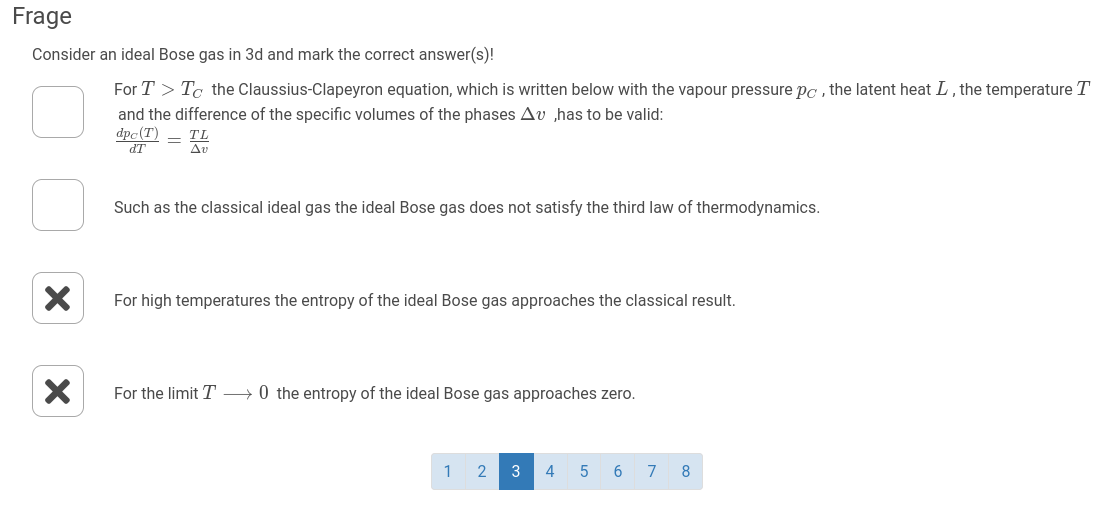 Frage
Consider an ideal Bose gas in 3d and mark the correct answer(s)!
For T > T_C the Claussius-Clapeyron equation, which is written below with the vapour pressure p_C , the latent heat L , the temperature T
and the difference of the specific volumes of the phases Δv ,has to be valid:
dp_C(T)/dT = TL/Δv
Such as the classical ideal gas the ideal Bose gas does not satisfy the third law of thermodynamics.
For high temperatures the entropy of the ideal Bose gas approaches the classical result.
For the limit T ⟶ 0 the entropy of the ideal Bose gas approaches zero.
1 2 3 4 5 6 7 8